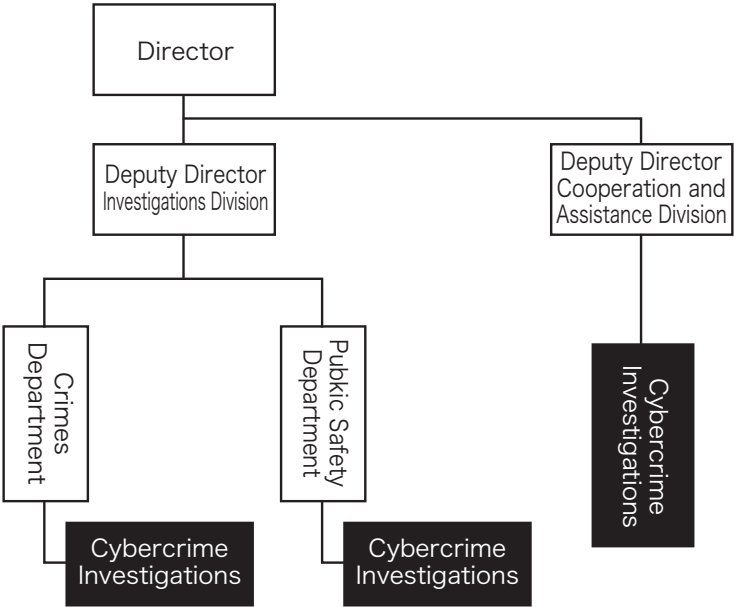 Director
Deputy Director
Investigations Division
Deputy Director
Cooperation and
Assistance Division
Crimes
Department
Pubkic Safety
Department
Cybercrime
Investigations
Cybercrime
Investigations
Cybercrime
Investigations